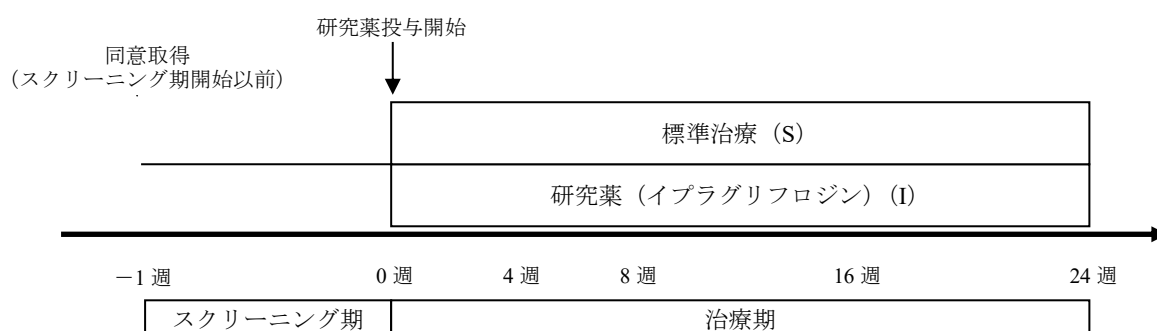 研究薬投与開始
同意取得
（スクリーニング期開始以前）
標準治療（S）
研究薬（イプラグリフロジン）（I）
－1 週
0 週
4 週
8 週
16 週
24 週
スクリーニング期
治療期